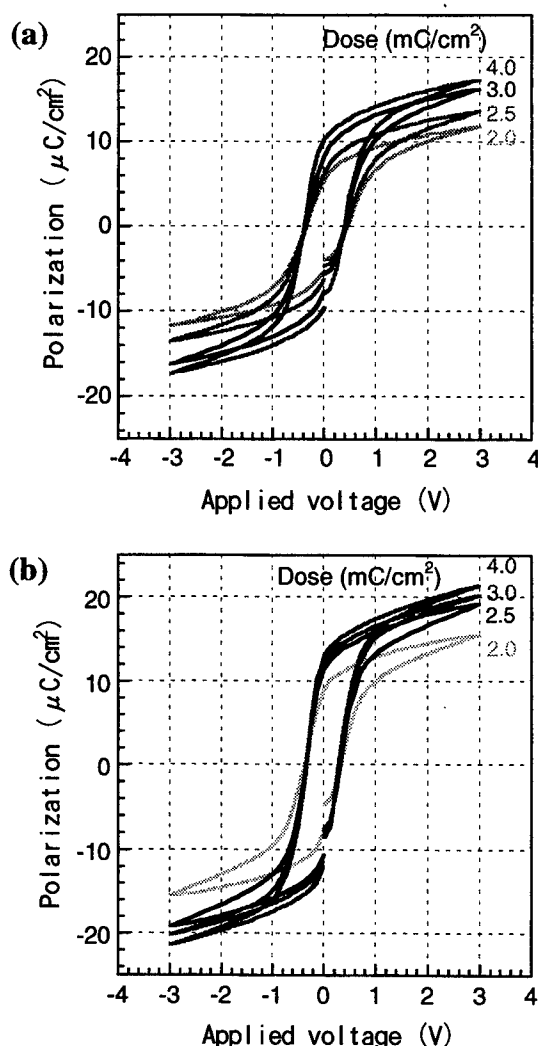 (a)
Dose (mC/cm²)
4.0
3.0
2.5
2.0
20
10
0
-10
-20
Polarization (μC/cm²)
-4 -3 -2 -1 0 1 2 3 4
Applied voltage (V)
(b)
Dose (mC/cm²)
4.0
3.0
2.5
2.0
20
10
0
-10
-20
Polarization (μC/cm²)
-4 -3 -2 -1 0 1 2 3 4
Applied voltage (V)